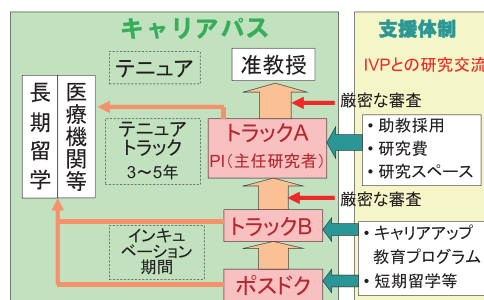 キャリアパス
支援体制
テニュア
准教授
IVPとの研究交流
厳密な審査
長期留学
医療機関等
テニュア
トラック
3～5年
トラックA
PI(主任研究者)
・助教採用
・研究費
・研究スペース
厳密な審査
トラックB
インキュ
ベーション
期間
・キャリアアップ
教育プログラム
・短期留学等
ポスドク